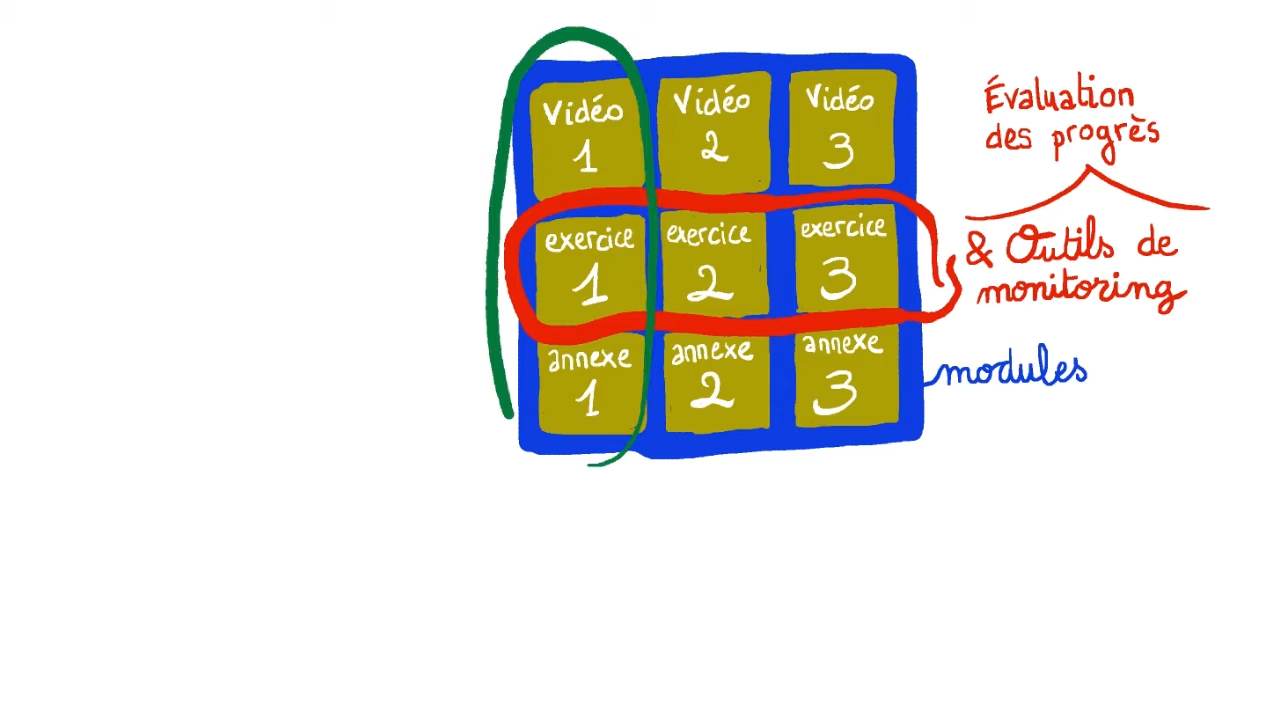 Vidéo
1
Vidéo
2
Vidéo
3
exercice
1
exercice
2
exercice
3
annexe
1
annexe
2
annexe
3
Évaluation
des progrès
& Outils de
monitoring
modules